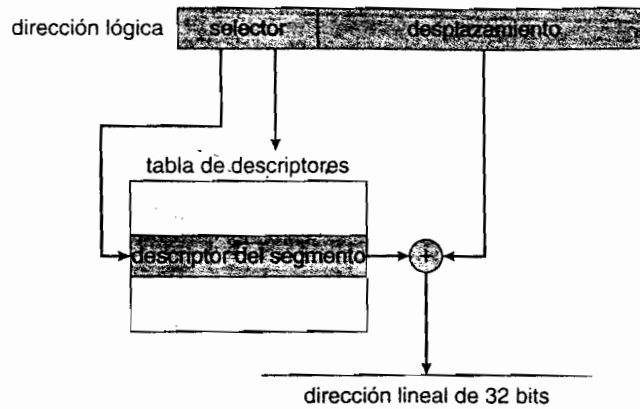 dirección lógica
selector
desplazamiento
tabla de descriptores
descriptor del segmento
+
dirección lineal de 32 bits